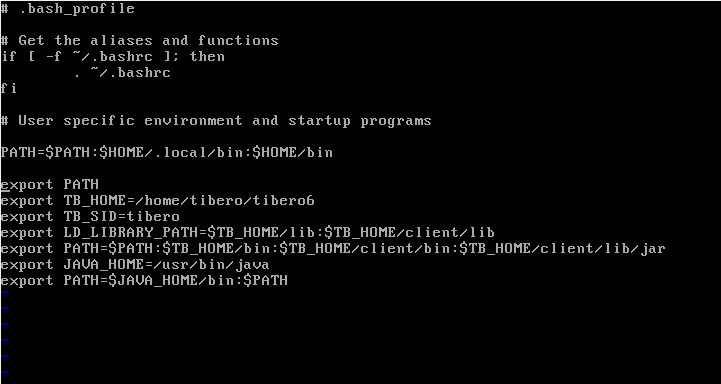 # .bash_profile
# Get the aliases and functions
if [ -f ~/.bashrc ]; then
        . ~/.bashrc
fi
# User specific environment and startup programs
PATH=$PATH:$HOME/.local/bin:$HOME/bin
export PATH
export TB_HOME=/home/tibero/tibero6
export TB_SID=tibero
export LD_LIBRARY_PATH=$TB_HOME/lib:$TB_HOME/client/lib
export PATH=$PATH:$TB_HOME/bin:$TB_HOME/client/bin:$TB_HOME/client/lib/jar
export JAVA_HOME=/usr/bin/java
export PATH=$JAVA_HOME/bin:$PATH
~
~
~
~
~
~